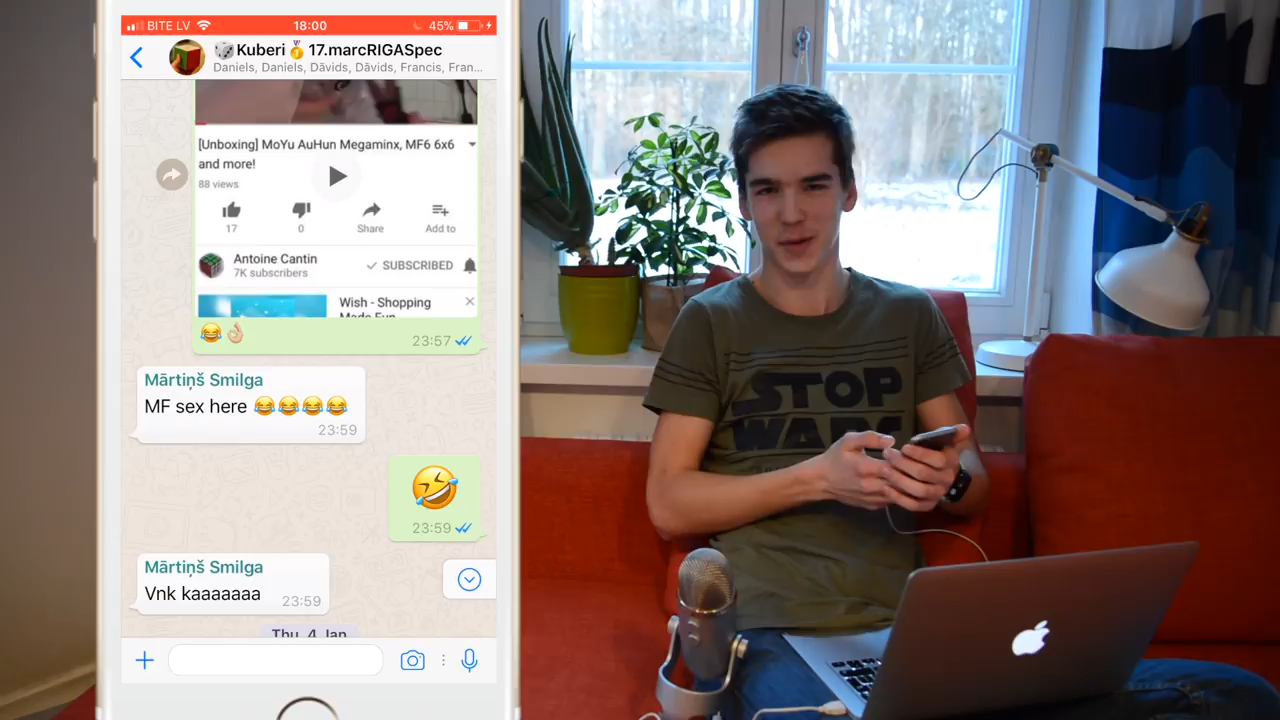 BITE LV
18:00
45%
🎲Kuberi🥇17.marcRIGASpec
Daniels, Daniels, Dāvids, Dāvids, Francis, Fran...
[Unboxing] MoYu AuHun Megaminx, MF6 6x6
and more!
88 views
17
0
Share
Add to
Antoine Cantin
7K subscribers
SUBSCRIBED
Wish - Shopping
Made Fun
😂👌🏻
23:57
Mārtiņš Smilga
MF sex here 😂😂😂😂
23:59
🤣
23:59
Mārtiņš Smilga
Vnk kaaaaaaa
23:59
Thu, 4 Jan
STOP
WARS